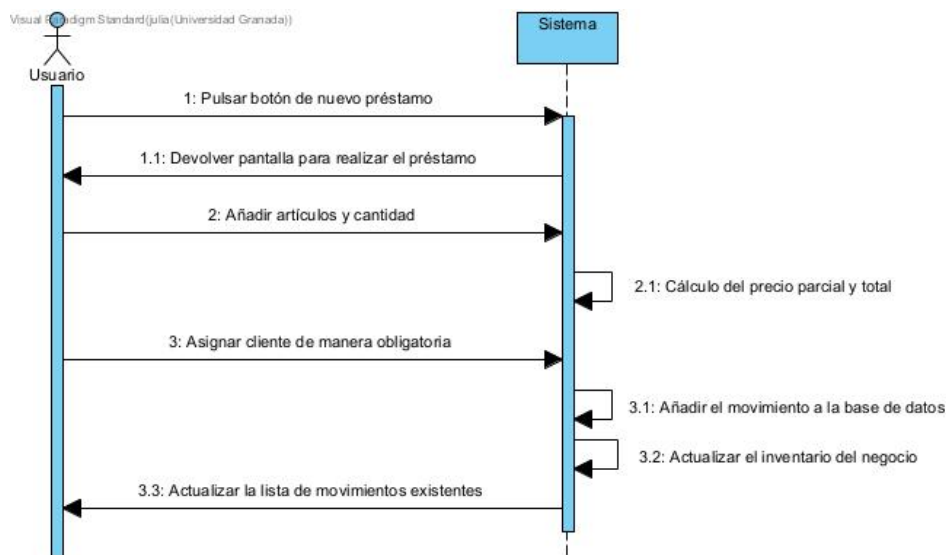 Visual Paradigm Standard(julia(Universidad Granada))
Sistema
Usuario
1: Pulsar botón de nuevo préstamo
1.1: Devolver pantalla para realizar el préstamo
2: Añadir artículos y cantidad
2.1: Cálculo del precio parcial y total
3: Asignar cliente de manera obligatoria
3.1: Añadir el movimiento a la base de datos
3.2: Actualizar el inventario del negocio
3.3: Actualizar la lista de movimientos existentes